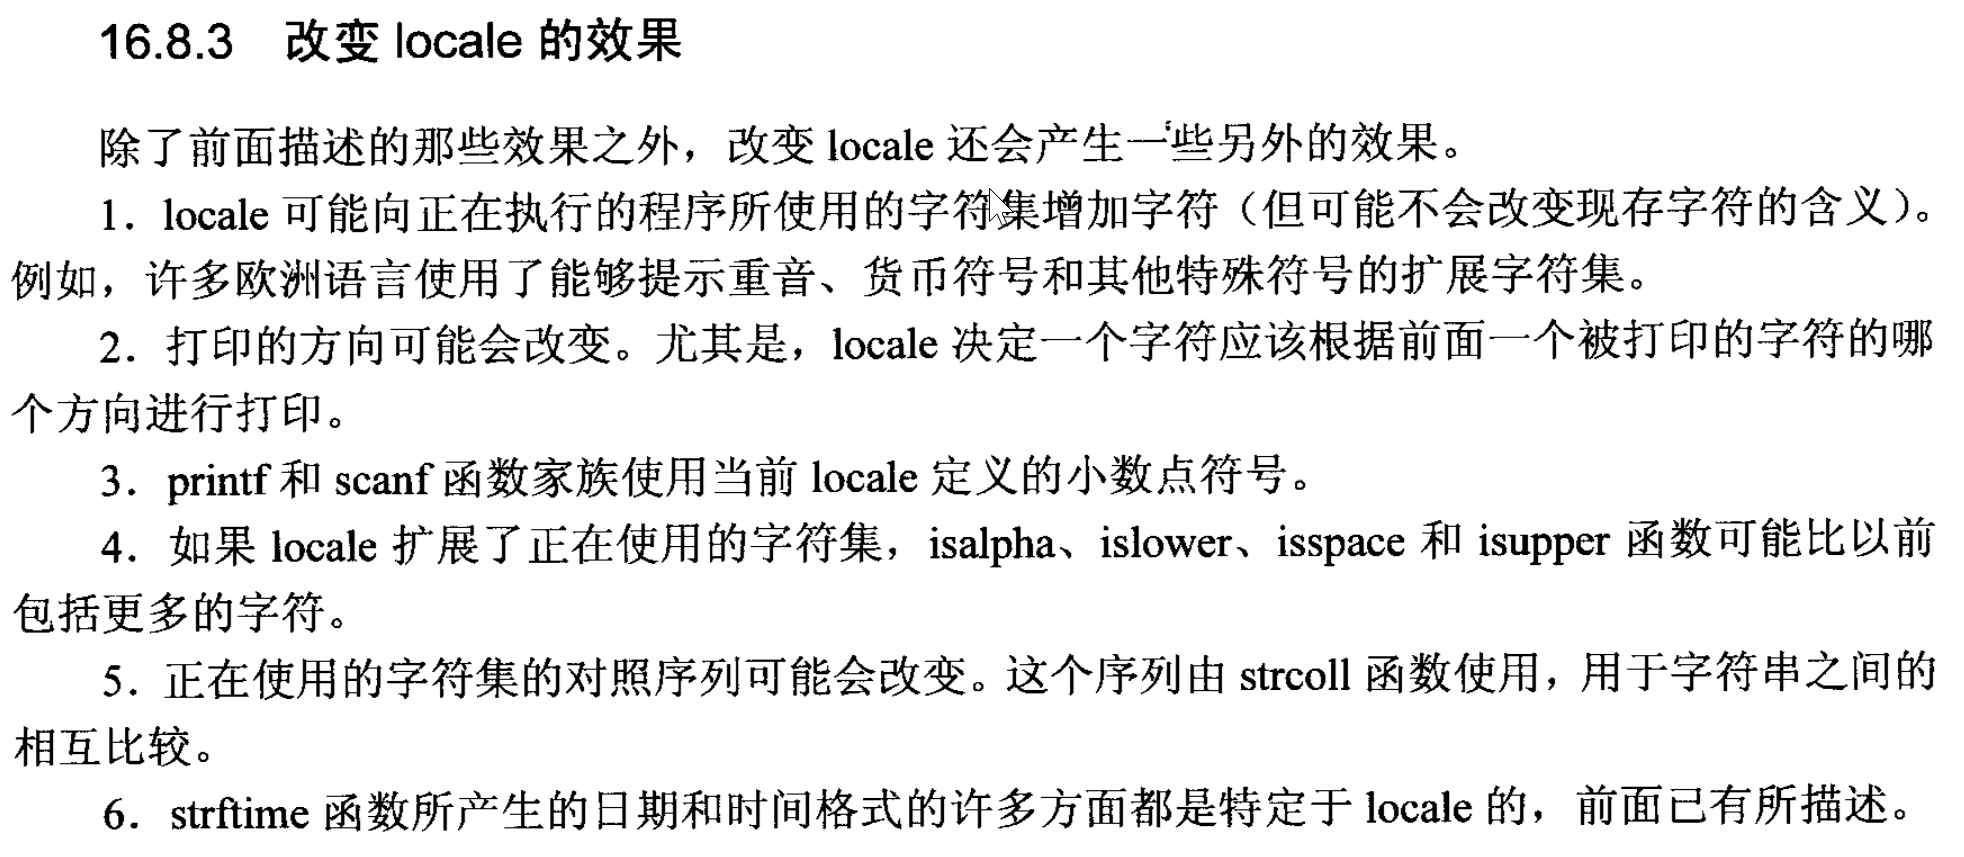 16.8.3 改变 locale 的效果
除了前面描述的那些效果之外，改变 locale 还会产生一些另外的效果。
1．locale 可能向正在执行的程序所使用的字符集增加字符（但可能不会改变现存字符的含义）。
例如，许多欧洲语言使用了能够提示重音、货币符号和其他特殊符号的扩展字符集。
2．打印的方向可能会改变。尤其是，locale 决定一个字符应该根据前面一个被打印的字符的哪
个方向进行打印。
3．printf 和 scanf 函数家族使用当前 locale 定义的小数点符号。
4．如果 locale 扩展了正在使用的字符集，isalpha、islower、isspace 和 isupper 函数可能比以前
包括更多的字符。
5．正在使用的字符集的对照序列可能会改变。这个序列由 strcoll 函数使用，用于字符串之间的
相互比较。
6．strftime 函数所产生的日期和时间格式的许多方面都是特定于 locale 的，前面已有所描述。